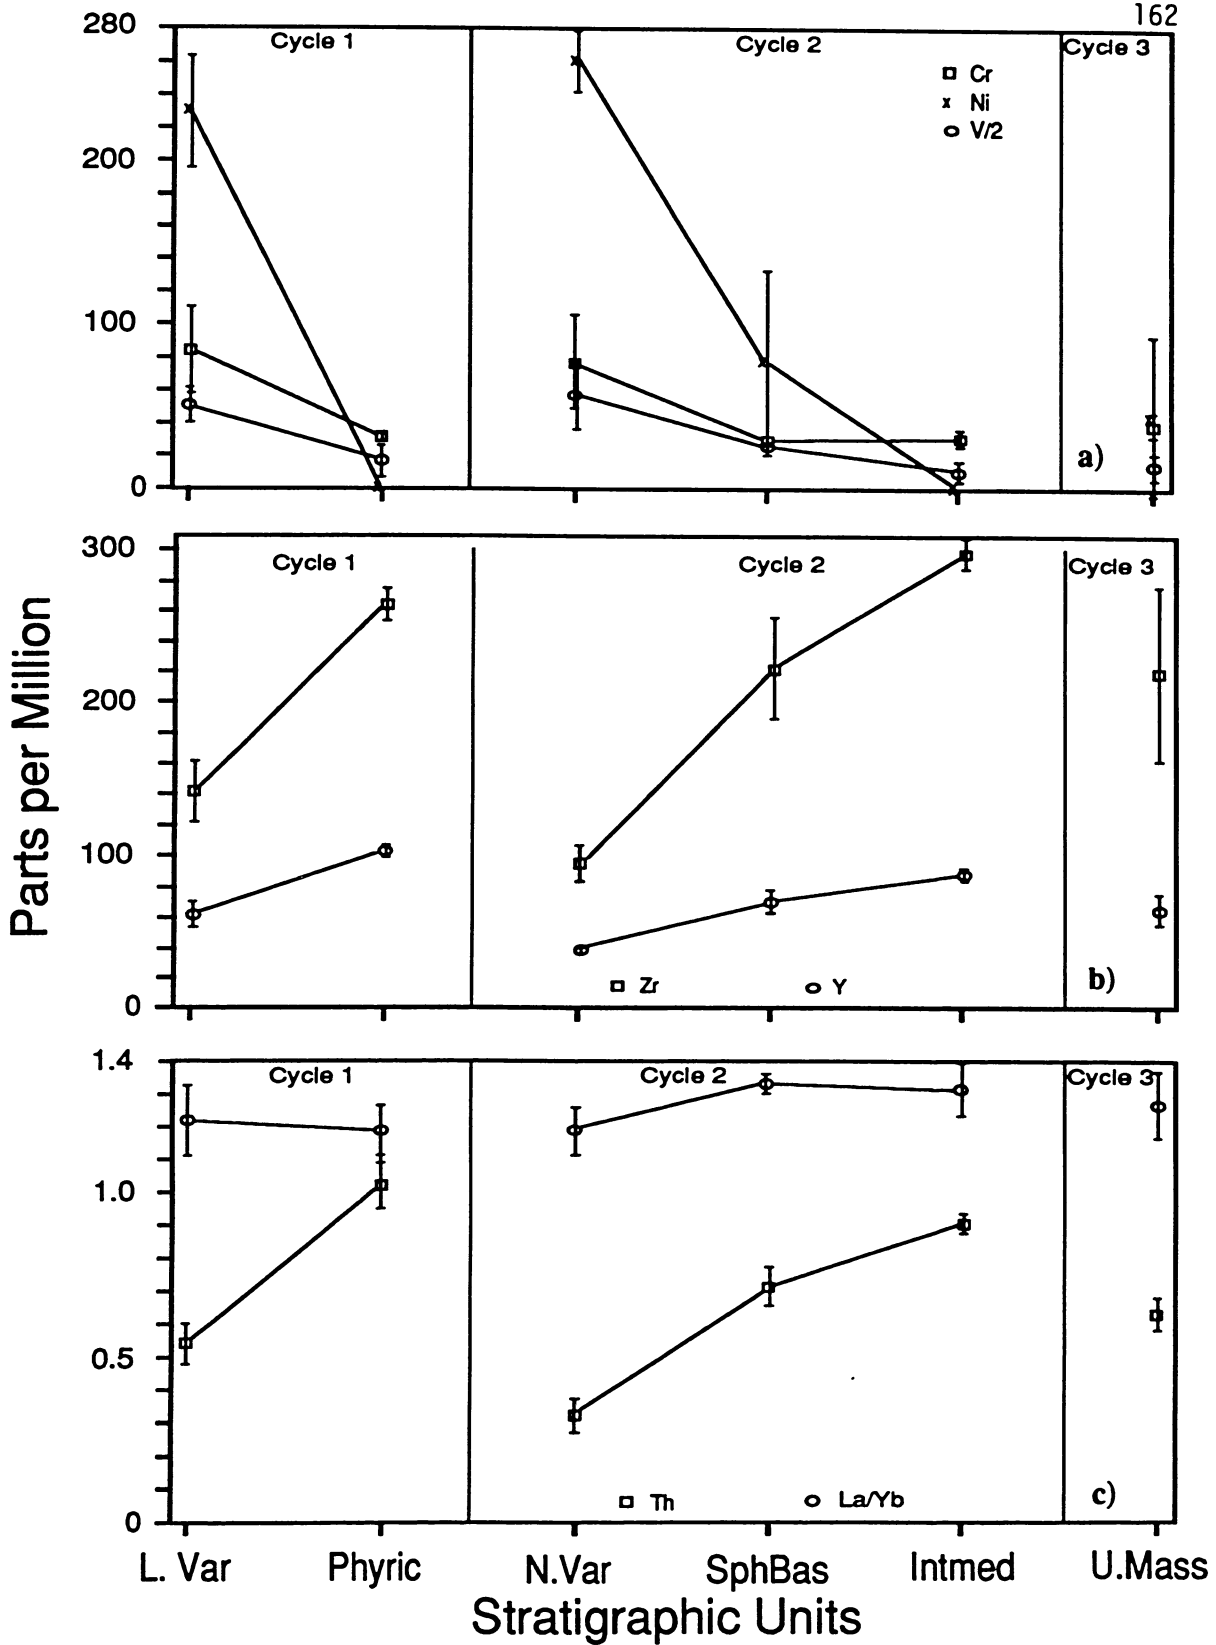 162
280
200
100
0
Cycle 1
Cycle 2
Cycle 3
Cr
Ni
V/2
a)
300
200
100
0
Cycle 1
Cycle 2
Cycle 3
Zr
Y
b)
1.4
1.0
0.5
0
Cycle 1
Cycle 2
Cycle 3
Th
La/Yb
c)
Parts per Million
L. Var
Phyric
N.Var
SphBas
Intmed
U.Mass
Stratigraphic Units